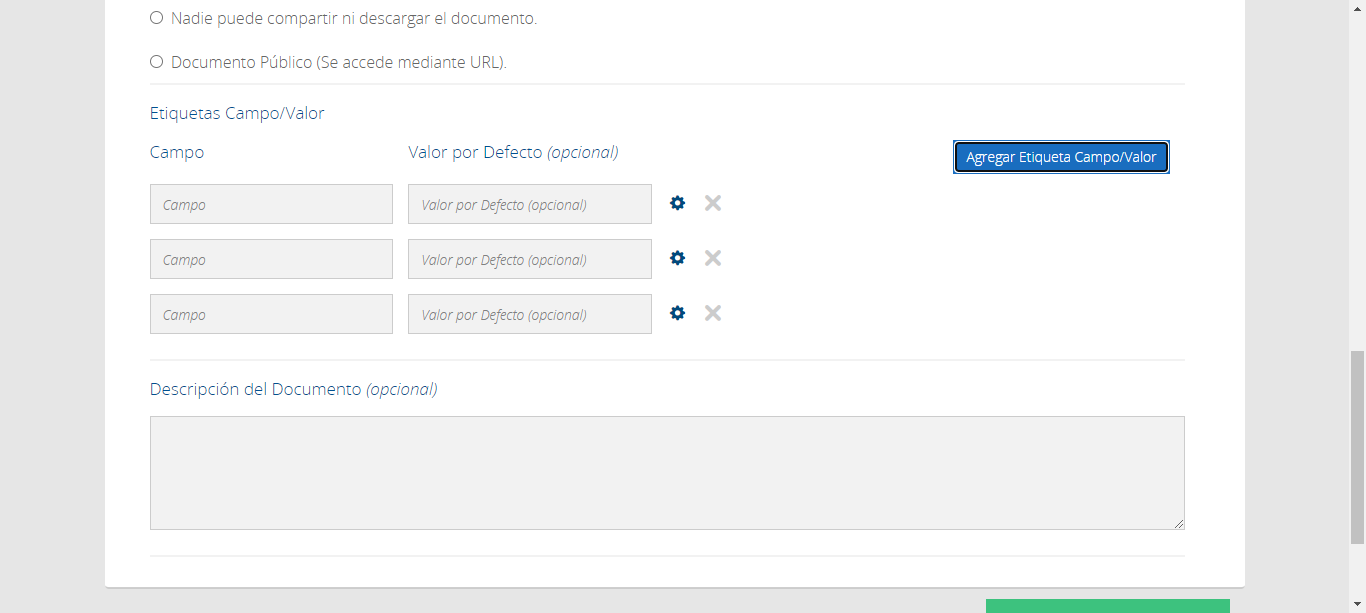 Nadie puede compartir ni descargar el documento.
Documento Público (Se accede mediante URL).
Etiquetas Campo/Valor
Campo Valor por Defecto (opcional) Agregar Etiqueta Campo/Valor
Campo Valor por Defecto (opcional)
Campo Valor por Defecto (opcional)
Campo Valor por Defecto (opcional)
Descripción del Documento (opcional)